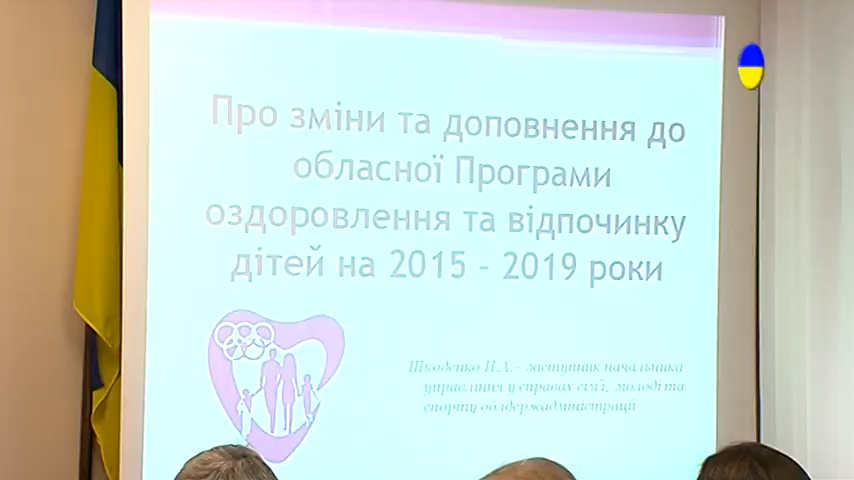 Про зміни та доповнення до
обласної Програми
оздоровлення та відпочинку
дітей на 2015 - 2019 роки
заступник начальника
управління у справах сім'ї, молоді та
спорту облдержадміністрації